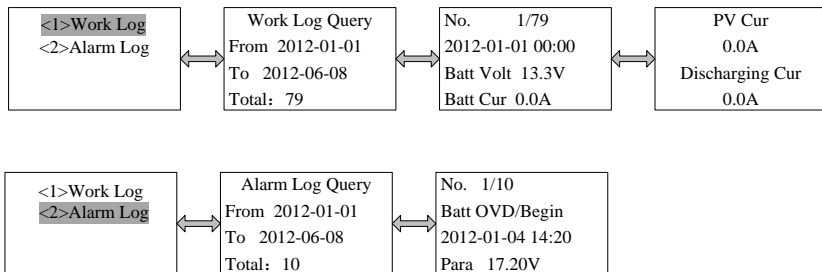 <1>Work Log
<2>Alarm Log
Work Log Query
From 2012-01-01
To 2012-06-08
Total：79
No. 1/79
2012-01-01 00:00
Batt Volt 13.3V
Batt Cur 0.0A
PV Cur
0.0A
Discharging Cur
0.0A
<1>Work Log
<2>Alarm Log
Alarm Log Query
From 2012-01-01
To 2012-06-08
Total：10
No. 1/10
Batt OVD/Begin
2012-01-04 14:20
Para 17.20V